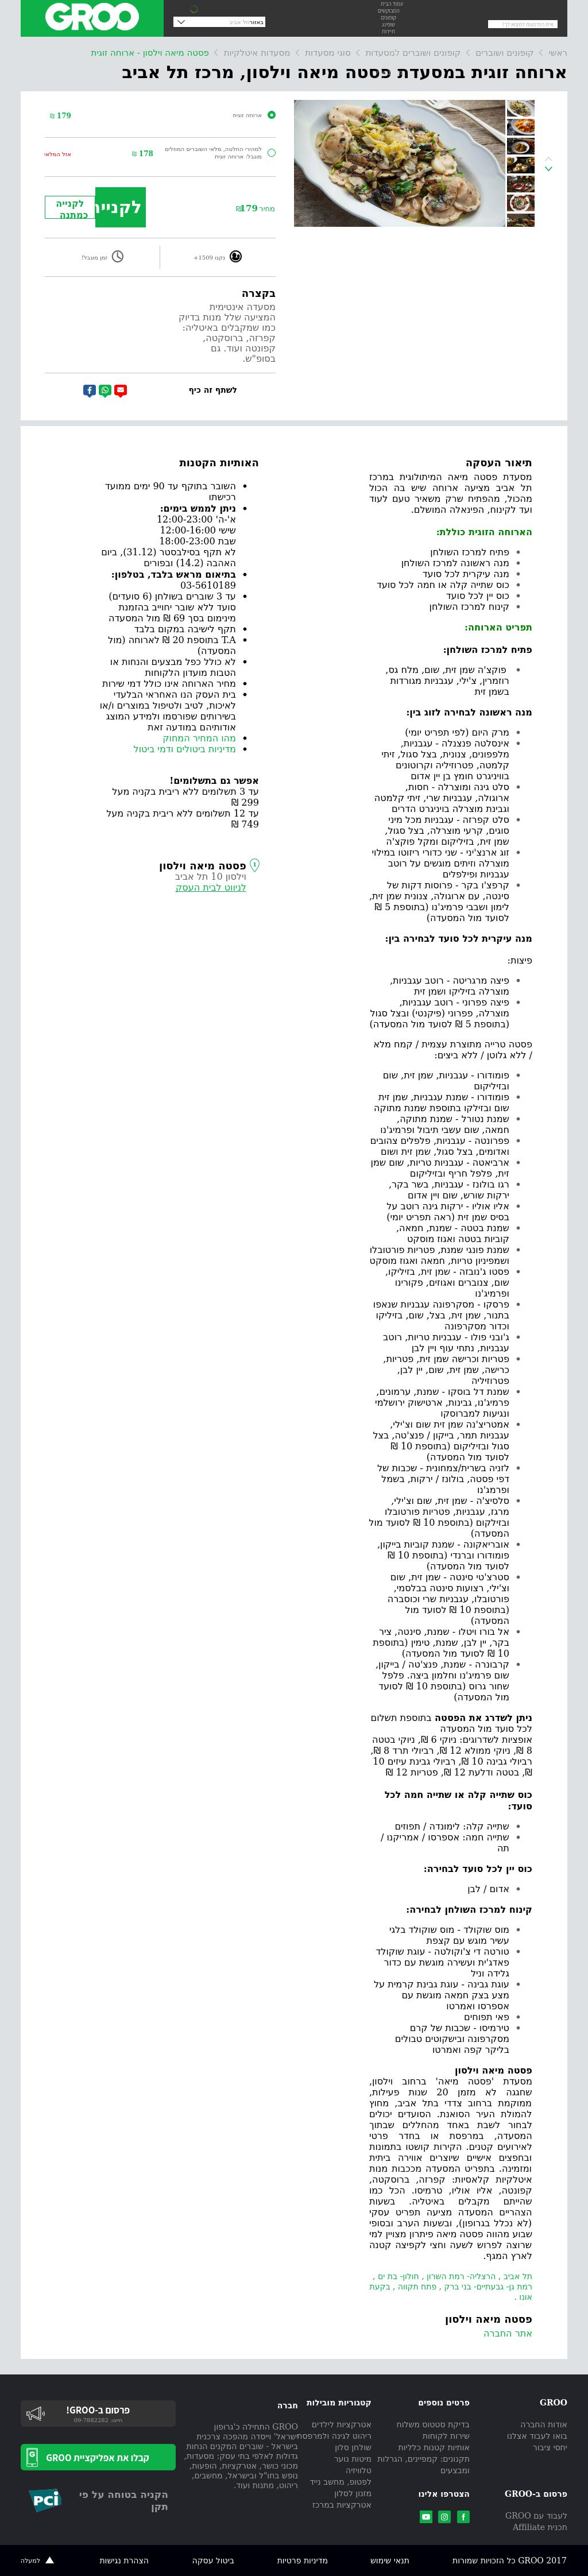 GROO
עמוד הבית
המבוקשים
קופונים
שופינג
תיירות
באזור: תל אביב
ראשי > קופונים ושוברים > קופונים ושוברים למסעדות > סוגי מסעדות > מסעדות איטלקיות > פסטה מיאה וילסון - ארוחה זוגית
ארוחה זוגית במסעדת פסטה מיאה וילסון, מרכז תל אביב
ארוחה זוגית
179 ₪
למהירי החלטה, מלאי השוברים המוזלים מוגבל: ארוחה זוגית
178 ₪
אזל המלאי
מחיר 179₪
לקנייה
לקנייה כמתנה
נקנו 1509+
זמן מוגבל!
בקצרה
מסעדה אינטימית
המציעה שלל מנות בדיוק
כמו שמקבלים באיטליה:
קפרזה, ברוסקטה,
קפונטה ועוד. גם
בסופ"ש.
לשתף זה כיף
תיאור העסקה
מסעדת פסטה מיאה המיתולוגית במרכז
תל אביב מציעה ארוחה שיש בה הכול
מהכול, מהפתיח שרק משאיר טעם לעוד
ועד לקינוח, הפינאלה המושלם.
הארוחה הזוגית כוללת:
פתיח למרכז השולחן
מנה ראשונה למרכז השולחן
מנה עיקרית לכל סועד
כוס שתייה קלה או חמה לכל סועד
כוס יין לכל סועד
קינוח למרכז השולחן
תפריט הארוחה:
פתיח למרכז השולחן:
פוקצ'ה שמן זית, שום, מלח גס,
רוזמרין, צ'ילי, עגבניות מגורדות
בשמן זית
מנה ראשונה לבחירה לזוג בין:
מרק היום (לפי תפריט יומי)
אינסלטה פנצנלה - עגבניות,
מלפפונים, צנונית, בצל סגול, זיתי
קלמטה, פטרוזיליה וקרוטונים
בוויניגרט חומץ בן יין אדום
סלט גינה ומוצרלה - חסות,
ארוגולה, עגבניות שרי, זיתי קלמטה
וגבינת מוצרלה בויניגרט הדרים
סלט קפרזה - עגבניות מכל מיני
סוגים, קרעי מוצרלה, בצל סגול,
שמן זית, בזיליקום ומקל פוקצ'ה
זוג ארנצ'יני - שני כדורי ריזוטו במילוי
מוצרלה וזיתים מוגשים על רוטב
עגבניות ופילפלים
קרפצ'ו בקר - פרוסות דקות של
סינטה, עם ארוגולה, צנונית שמן זית,
לימון ושבבי פרמיג'נו (בתוספת 5 ₪
לסועד מול המסעדה)
מנה עיקרית לכל סועד לבחירה בין:
פיצות:
פיצה מרגריטה - רוטב עגבניות,
מוצרלה בזיליקו ושמן זית
פיצה פפרוני - רוטב עגבניות,
מוצרלה, פפרוני (פיקנטי) ובצל סגול
(בתוספת 5 ₪ לסועד מול המסעדה)
פסטה טרייה מתוצרת עצמית / קמח מלא
/ ללא גלוטן / ללא ביצים:
פומודורו - עגבניות, שמן זית, שום
ובזיליקום
פומודורו - שמנת עגבניות, שמן זית
שום ובזילקו בתוספת שמנת מתוקה
שמנת נטורל - שמנת מתוקה,
חמאה, שום עשבי תיבול ופרמיג'נו
פפרונטה - עגבניות, פלפלים צהובים
ואדומים, בצל סגול, שמן זית ושום
ארביאטה - עגבניות טריות, שום שמן
זית, פלפל חריף ובזיליקום
רגו בולונז - עגבניות, בשר בקר,
ירקות שורש, שום ויין אדום
אליו אוליו - ירקות גינה רוטב על
בסיס שמן זית (ראה תפריט יומי)
שמנת בטטה - שמנת, חמאה,
קוביות בטטה ואגוז מוסקט
שמנת פונגי שמנת, פטריות פורטובלו
ושמפיניון טריות, חמאה ואגוז מוסקט
פסטו ג'נובזה - שמן זית, בזיליקו,
שום, צנוברים ואגוזים, פקורינו
ופרמיג'נו
פרסקו - מסקרפונה עגבניות שנאפו
בתנור, שמן זית, בצל, שום, בזיליקו
וכדור מסקרפונה
ג'ובני פולו - עגבניות טריות, רוטב
עגבניות, נתחי עוף ויין לבן
פטריות וכרישה שמן זית, פטריות,
כרישה, שמן זית, שום, יין לבן,
פטרוזיליה
שמנת דל בוסקו - שמנת, ערמונים,
פרמיג'נו, גבינות, ארטישוק ירושלמי
ונגיעות למברוסקו
אמטריצ'נה שמן זית שום וצ'ילי,
עגבניות תמר, בייקון / פנצ'טה, בצל
סגול ובזיליקום (בתוספת 10 ₪
לסועד מול המסעדה)
לזניה בשרית/צמחונית - שכבות של
דפי פסטה, בולונז / ירקות, בשמל
ופרמג'נו
סלסיצ'ה - שמן זית, שום וצ'ילי,
מרגז, עגבניות, פטריות פורטובלו
ובזילקום (בתוספת 10 ₪ לסועד מול
המסעדה)
אובריאקונה - שמנת קוביות בייקון,
פומודורו וברנדי (בתוספת 10 ₪
לסועד מול המסעדה)
סטרצ'טי סינטה - שמן זית, שום
וצ'ילי, רצועות סינטה בבלסמי,
פורטובלו, עגבניות שרי וכוסברה
(בתוספת 10 ₪ לסועד מול
המסעדה)
אל בורו ויטלו - שמנת, סינטה, ציר
בקר, יין לבן, שמנת, טימין (בתוספת
10 ₪ לסועד מול המסעדה)
קרבונרה - שמנת, פנצ'טה / בייקון,
שום פרמיג'נו וחלמון ביצה. פלפל
שחור גרוס (בתוספת 10 ₪ לסועד
מול המסעדה)
ניתן לשדרג את הפסטה בתוספת תשלום
לכל סועד מול המסעדה
אופציות לשדרוגים: ניוקי 6 ₪, ניוקי בטטה
8 ₪, ניוקי ממולא 12 ₪, רביולי תרד 8 ₪,
רביולי גבינה 10 ₪, רביולי גבינת עיזים 10
₪, בטטה ודלעת 12 ₪, פטריות 12 ₪
כוס שתייה קלה או שתייה חמה לכל
סועד:
שתייה קלה: לימונדה / תפוזים
שתייה חמה: אספרסו / אמריקנו /
תה
כוס יין לכל סועד לבחירה:
אדום / לבן
קינוח למרכז השולחן לבחירה:
מוס שוקולד - מוס שוקולד בלגי
עשיר מוגש עם קצפת
טורטה די צ'וקולטה - עוגת שוקולד
פאדג'ית ועשירה מוגשת עם כדור
גלידה וניל
עוגת גבינה - עוגת גבינת קרמית על
מצע בצק חמאה מוגשת עם
אספרסו ואמרטו
פאי תפוחים
טירמיסו - שכבות של קרם
מסקרפונה ובישקוטים טבולים
בליקר קפה ואמרטו
פסטה מיאה וילסון
מסעדת 'פסטה מיאה' ברחוב וילסון,
שחגגה לא מזמן 20 שנות פעילות,
ממוקמת ברחוב צדדי בתל אביב, מחוץ
להמולת העיר הסואנת. הסועדים יכולים
לבחור לשבת באחד מהחללים שבתוך
המסעדה, במרפסת או בחדר פרטי
לאירועים קטנים. הקירות קושטו בתמונות
ובחפצים אישיים שיוצרים אווירה ביתית
ומזמינה. בתפריט המסעדה מככבות מנות
איטלקיות קלאסיות: קפרזה, ברוסקטה,
קפונטה, אליו אוליו, טרמיסו. הכל כמו
שהייתם מקבלים באיטליה. בשעות
הצהריים המסעדה מציעה תפריט עסקי
(לא נכלל בגרופון), ובשעות הערב ובסופי
שבוע מהווה פסטה מיאה פיתרון מצויין למי
שרוצה לפרוש לשעה וחצי לקפיצה קטנה
לארץ המגף.
תל אביב , הרצליה- רמת השרון , חולון- בת ים ,
רמת גן- גבעתיים- בני ברק , פתח תקווה , בקעת
אונו .
פסטה מיאה וילסון
אתר החברה
האותיות הקטנות
השובר בתוקף עד 90 ימים ממועד
רכישתו
ניתן לממש בימים:
א'-ה' 12:00-23:00
שישי 12:00-16:00
שבת 18:00-23:00
לא תקף בסילבסטר (31.12), ביום
האהבה (14.2) ובפורים
בתיאום מראש בלבד, בטלפון:
03-5610189
עד 3 שוברים בשולחן (6 סועדים)
סועד ללא שובר יחוייב בהזמנת
מינימום בסך 69 ₪ מול המסעדה
תקף לישיבה במקום בלבד
T.A בתוספת 20 ₪ לארוחה (מול
המסעדה)
לא כולל כפל מבצעים והנחות או
הטבות מועדון הלקוחות
מחיר הארוחה אינו כולל דמי שירות
בית העסק הנו האחראי הבלעדי
לאיכות, לטיב ולטיפול במוצרים ו/או
בשירותים שפורסמו ולמידע המוצג
אודותיהם במודעה זאת
מהו המחיר המחוק
מדיניות ביטולים ודמי ביטול
אפשר גם בתשלומים!
עד 3 תשלומים ללא ריבית בקניה מעל
299 ₪
עד 12 תשלומים ללא ריבית בקניה מעל
749 ₪
פסטה מיאה וילסון
וילסון 10 תל אביב
לניווט לבית העסק
GROO
אודות החברה
בואו לעבוד אצלנו
יחסי ציבור
פרסום ב-GROO
לעבוד עם GROO
תכנית Affiliate
פרטים נוספים
בדיקת סטטוס משלוח
שירות לקוחות
אותיות קטנות כלליות
תקנונים: קמפיינים, הגרלות
ומבצעים
הצטרפו אלינו
קטגוריות מובילות
אטרקציות לילדים
ריהוט לגינה ולמרפסת
שולחן סלון
מיטות נוער
טלוויזיה
לפטופ, מחשב נייד
מזנון לסלון
אטרקציות במרכז
חברה
GROO התחילה כ'גרופון
ישראל' וייסדה מהפכה צרכנית
בישראל - שוברים המקנים הנחות
גדולות לאלפי בתי עסק: מסעדות,
מכוני כושר, אטרקציות, הופעות,
נופש בחו"ל ובישראל, מחשבים,
ריהוט, מתנות ועוד.
פרסום ב-GROO!
חייגו: 09-7882282
קבלו את אפליקציית GROO
הקניה בטוחה על פי
תקן
PCI
GROO 2017 כל הזכויות שמורות
תנאי שימוש
מדיניות פרטיות
ביטול עסקה
הצהרת נגישות
למעלה